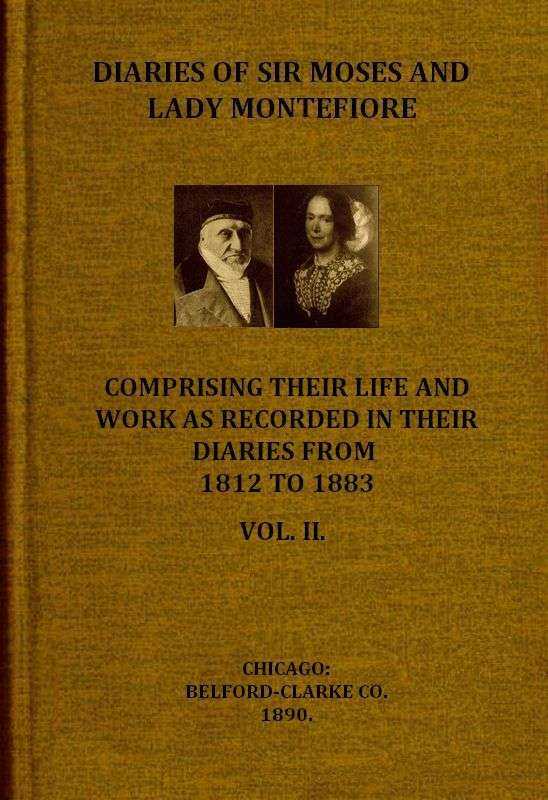 DIARIES OF SIR MOSES AND
LADY MONTEFIORE
COMPRISING THEIR LIFE AND
WORK AS RECORDED IN THEIR
DIARIES FROM
1812 TO 1883
VOL. II.
CHICAGO:
BELFORD-CLARKE CO.
1890.